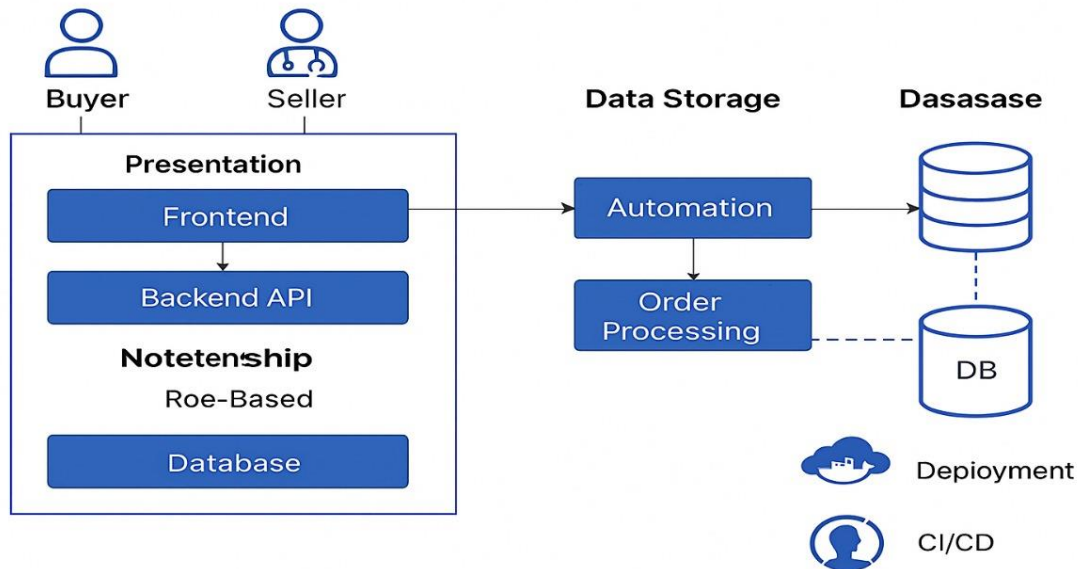 Buyer
Seller
Data Storage
Dasasase
Presentation
Frontend
Automation
Backend API
Order
Processing
Notetenship
Roe-Based
DB
Database
Deployment
CI/CD